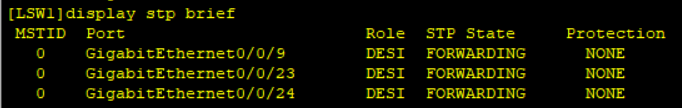 [LSW1]display stp brief
MSTID Port Role STP State Protection
0 GigabitEthernet0/0/9 DESI FORWARDING NONE
0 GigabitEthernet0/0/23 DESI FORWARDING NONE
0 GigabitEthernet0/0/24 DESI FORWARDING NONE